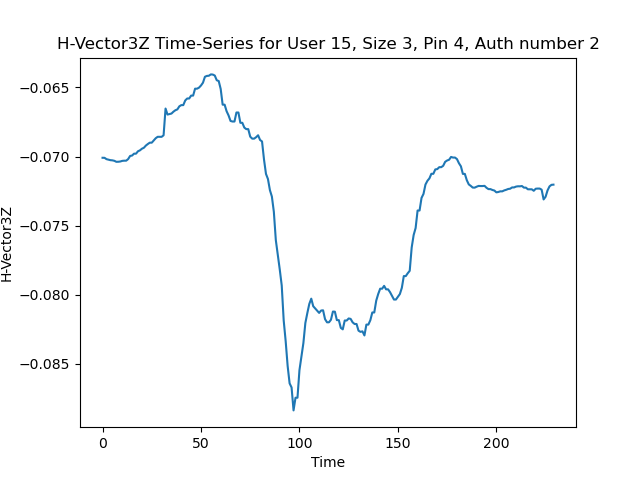 H-Vector3Z Time-Series for User 15, Size 3, Pin 4, Auth number 2
−0.065
−0.070
−0.075
−0.080
−0.085
H-Vector3Z
0 50 100 150 200
Time